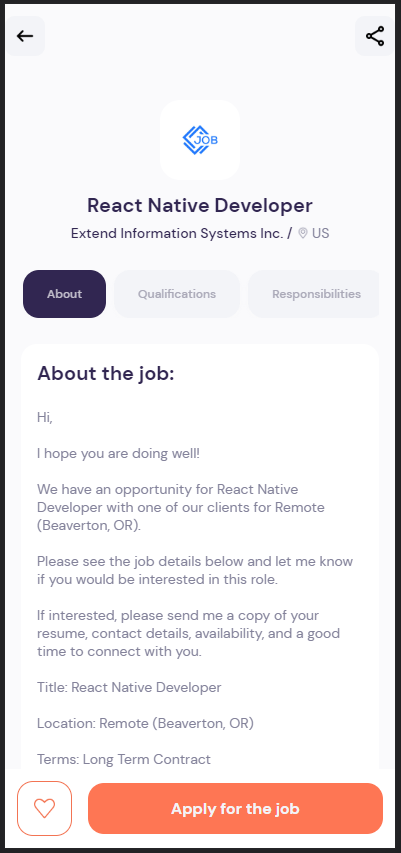 JOB
React Native Developer
Extend Information Systems Inc. / US
About Qualifications Responsibilities
About the job:
Hi,
I hope you are doing well!
We have an opportunity for React Native
Developer with one of our clients for Remote
(Beaverton, OR).
Please see the job details below and let me know
if you would be interested in this role.
If interested, please send me a copy of your
resume, contact details, availability, and a good
time to connect with you.
Title: React Native Developer
Location: Remote (Beaverton, OR)
Terms: Long Term Contract
Apply for the job